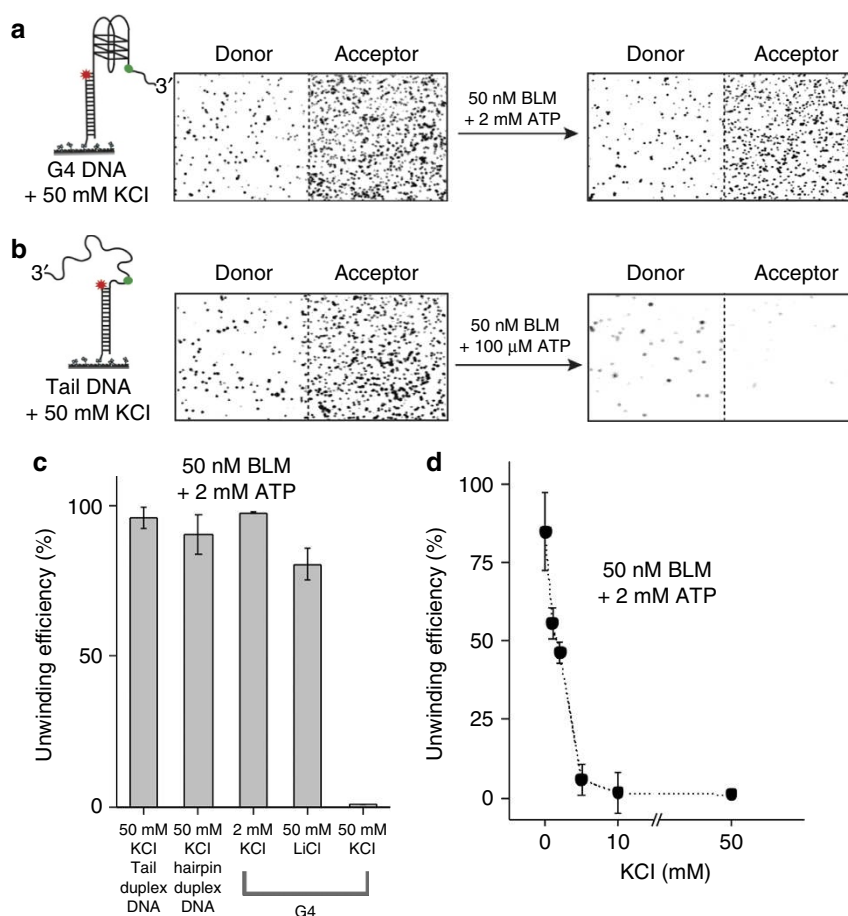 a
Donor
Acceptor
3′
50 nM BLM
+ 2 mM ATP
G4 DNA
+ 50 mM KCl
b
Donor
Acceptor
Donor
Acceptor
3′
50 nM BLM
+ 100 µM ATP
Tail DNA
+ 50 mM KCl
c
50 nM BLM
+ 2 mM ATP
Unwinding efficiency (%)
100
50
0
50 mM
KCl
Tail
duplex
DNA
50 mM
KCl
hairpin
duplex
DNA
2 mM
KCl
50 mM
LiCl
50 mM
KCl
G4
d
50 nM BLM
+ 2 mM ATP
Unwinding efficiency (%)
100
75
50
25
0
0
10
50
KCl (mM)